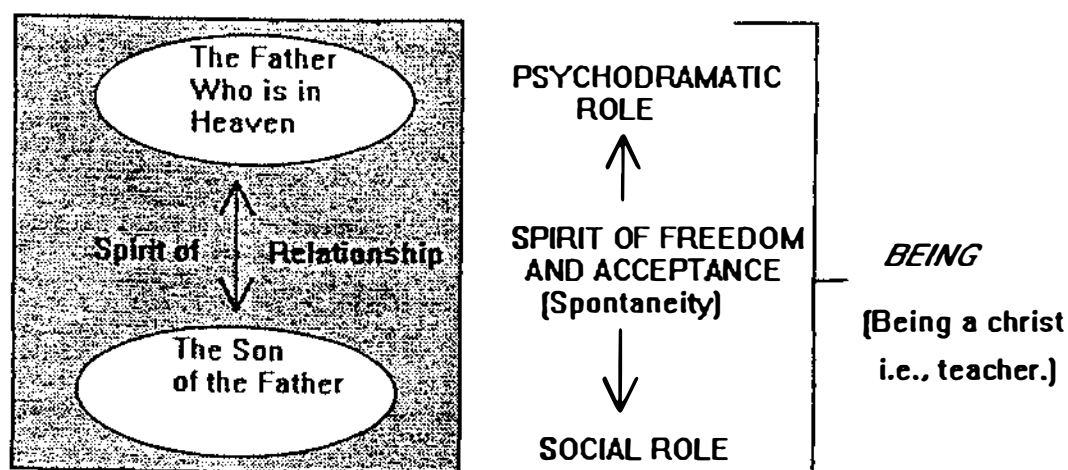 The Father
Who is in
Heaven
Spirit of Relationship
The Son
of the Father
PSYCHODRAMATIC
ROLE
SPIRIT OF FREEDOM
AND ACCEPTANCE
(Spontaneity)
SOCIAL ROLE
BEING
(Being a christ
i.e., teacher.)